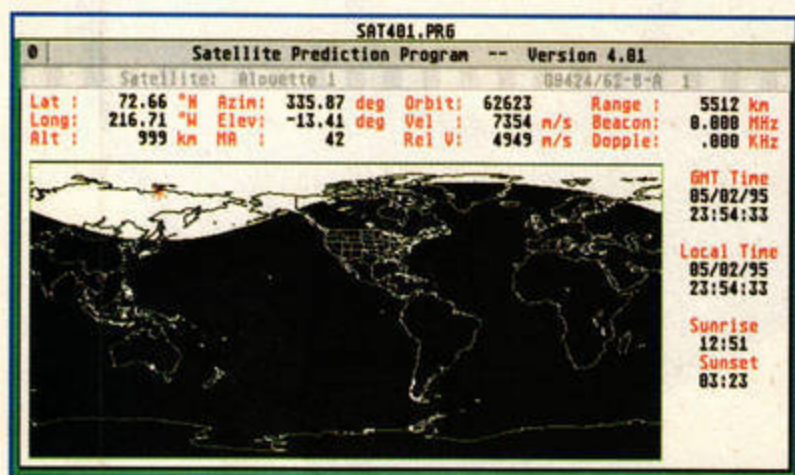 SAT401.PRG
Satellite Prediction Program -- Version 4.01
Satellite: Alouette 1 09424/62-B-A 1
Lat : 72.66 °N Azim: 335.87 deg Orbit: 62623 Range : 5512 km
Long: 216.71 °W Elev: -13.41 deg Vel : 7354 m/s Beacon: 0.000 MHz
Alt : 999 km MA : 42 Rel V: 4949 m/s Dopple: .000 KHz
GMT Time
05/02/95
23:54:33
Local Time
05/02/95
23:54:33
Sunrise
12:51
Sunset
03:23